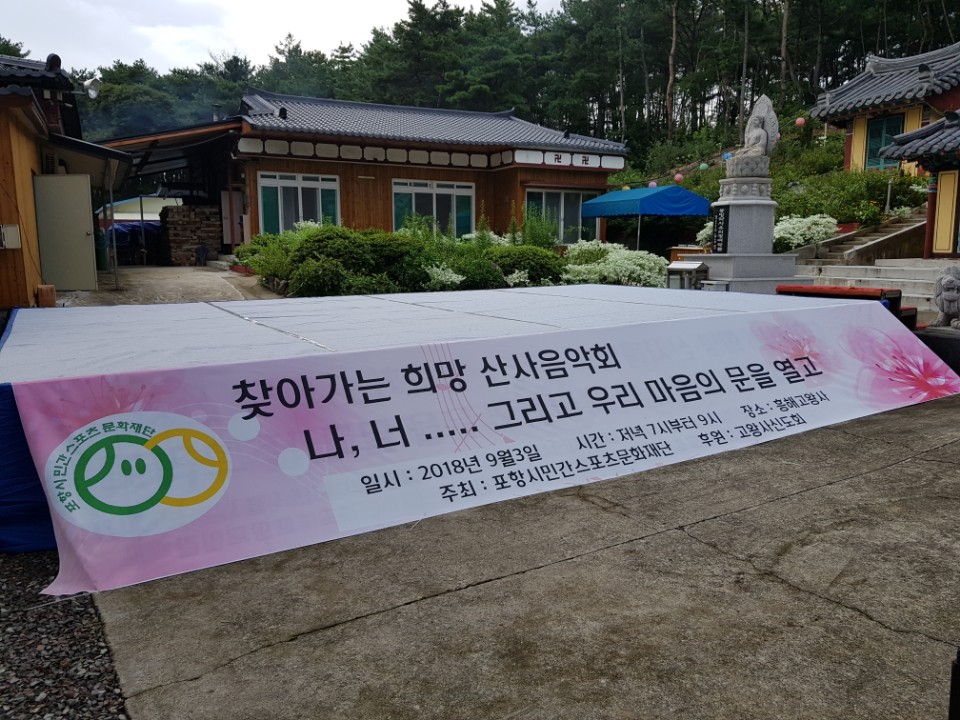 찾아가는 희망 산사음악회
나, 너 ..... 그리고 우리 마음의 문을 열고
일시 : 2018년 9월3일 시간 : 저녁 7시부터 9시 장소 : 흥해고왕사
주최 : 포항시민간스포츠문화재단 후원 : 고왕사신도회
포항시 민간 스포츠 문화재단
卍 卍